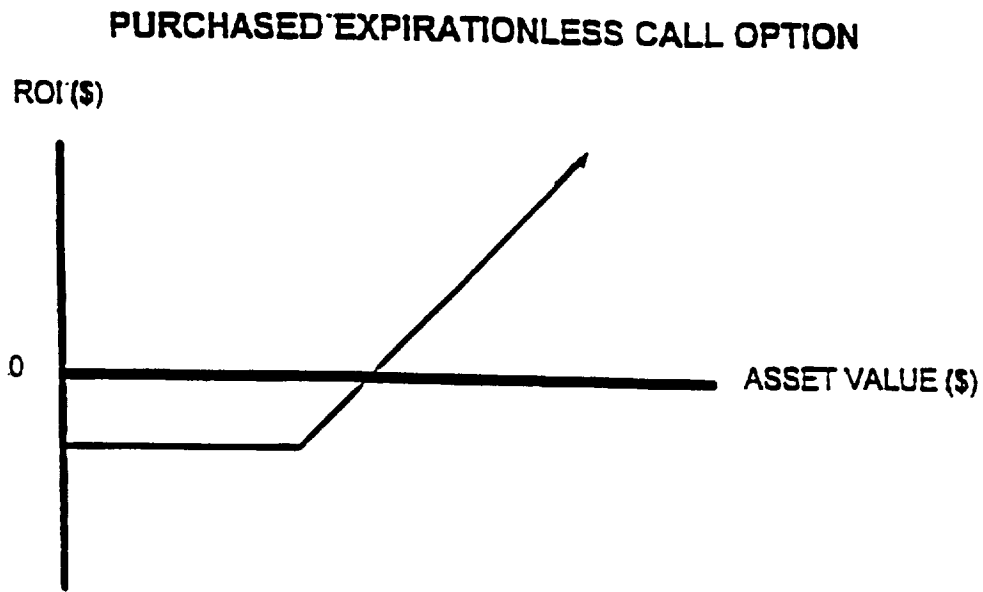 PURCHASED EXPIRATIONLESS CALL OPTION
ROI ($)
0
ASSET VALUE ($)